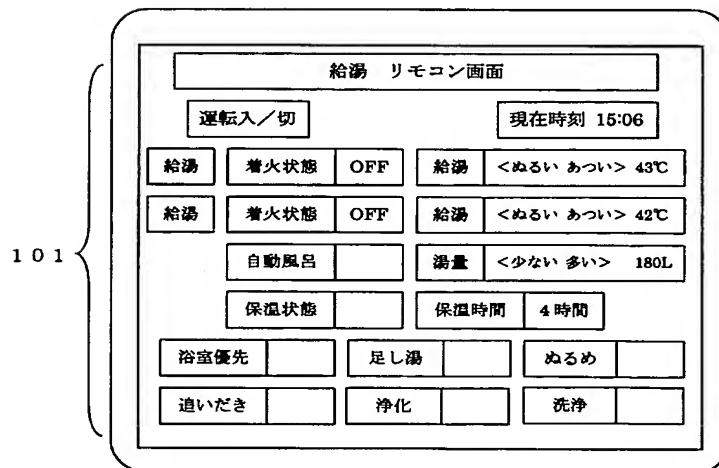 給湯 リモコン画面
運転入／切 現在時刻 15:06
給湯 着火状態 OFF 給湯 <ぬるい あつい> 43℃
給湯 着火状態 OFF 給湯 <ぬるい あつい> 42℃
101
自動風呂 湯量 <少ない 多い> 180L
保温状態 保温時間 4時間
浴室優先 足し湯 ぬるめ
追いだき 浄化 洗浄